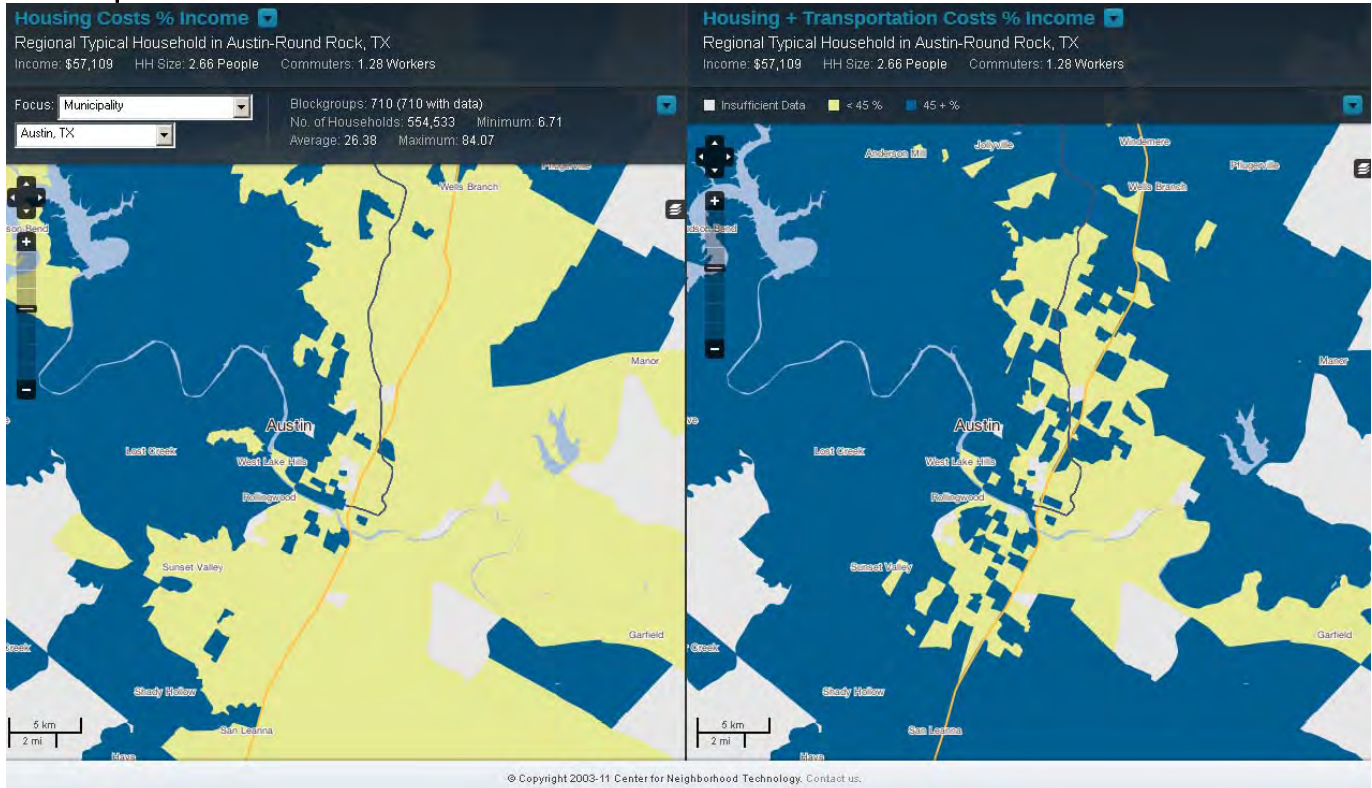 Housing Costs % Income
Regional Typical Household in Austin-Round Rock, TX
Income: $57,109 HH Size: 2.66 People Commuters: 1.28 Workers
Focus: Municipality
Austin, TX
Blockgroups: 710 (710 with data)
No. of Households: 554,533 Minimum: 6.71
Average: 26.38 Maximum: 84.07
Pflugerville
Wells Branch
Manor
Austin
Lost Creek
West Lake Hills
Rollingwood
Sunset Valley
Garfield
Creek
Shady Hollow
San Leanna
Hays
5 km
2 mi
Housing + Transportation Costs % Income
Regional Typical Household in Austin-Round Rock, TX
Income: $57,109 HH Size: 2.66 People Commuters: 1.28 Workers
Insufficient Data < 45 % 45 + %
Anderson Mill
Jollyville
Windemere
Pflugerville
Wells Branch
Manor
Austin
Lost Creek
West Lake Hills
Rollingwood
Sunset Valley
Garfield
Creek
Shady Hollow
San Leanna
Hays
5 km
2 mi
© Copyright 2003-11 Center for Neighborhood Technology. Contact us.